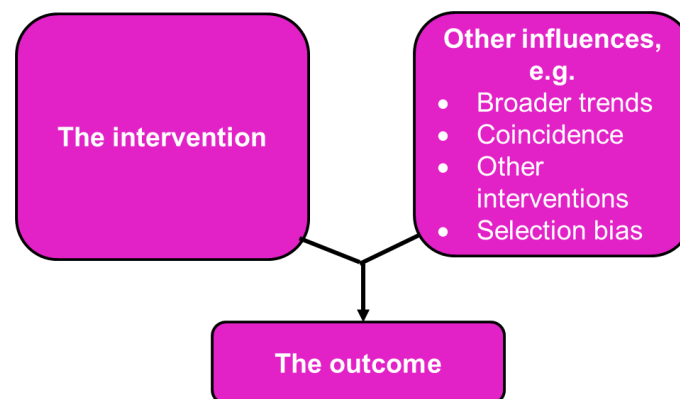 The intervention
Other influences,
e.g.
• Broader trends
• Coincidence
• Other
interventions
• Selection bias
The outcome